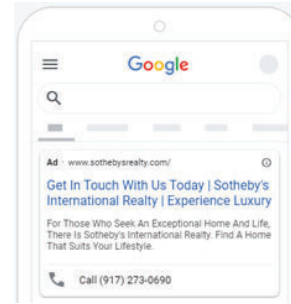 Google
Ad · www.sothebysrealty.com/
Get In Touch With Us Today | Sotheby's
International Realty | Experience Luxury
For Those Who Seek An Exceptional Home And Life,
There Is Sotheby's International Realty. Find A Home
That Suits Your Lifestyle.
Call (917) 273-0690